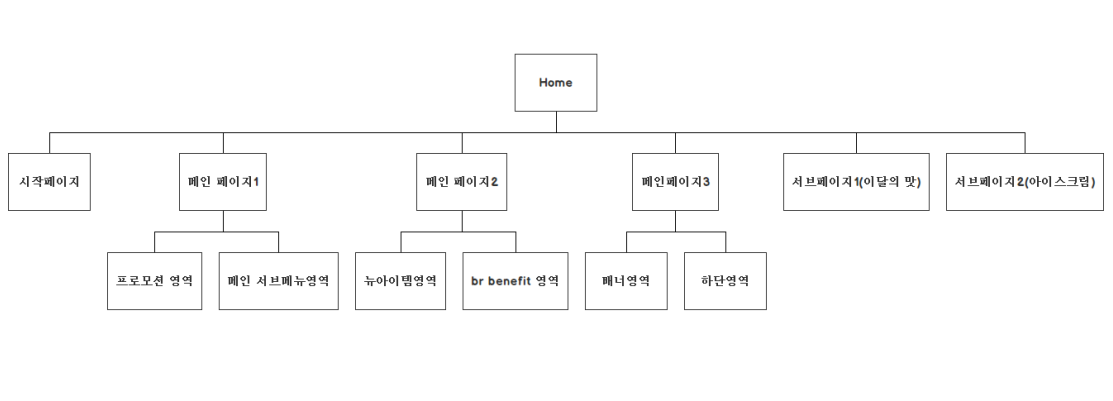 Home
시작페이지
메인 페이지1
메인 페이지2
메인페이지3
서브페이지1(이달의 맛)
서브페이지2(아이스크림)
프로모션 영역
메인 서브메뉴영역
뉴아이템영역
br benefit 영역
배너영역
하단영역